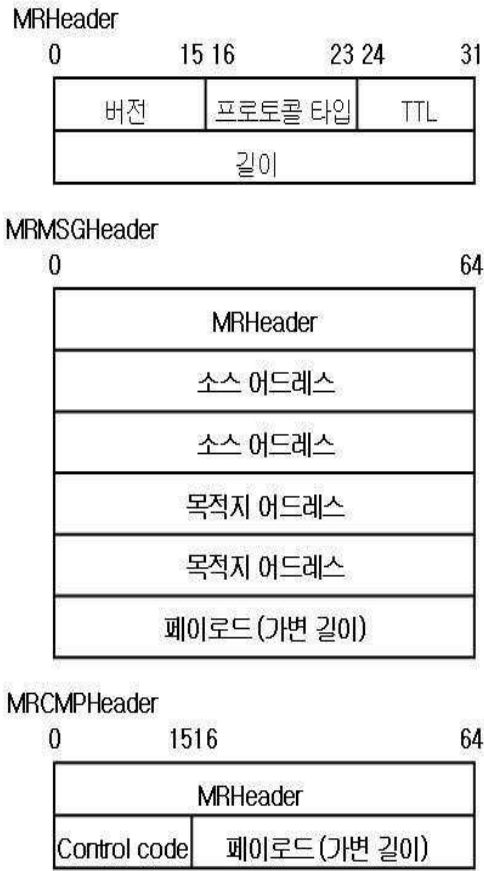 MRHeader
0 15 16 23 24 31
버전 프로토콜 타입 TTL
길이
MRMSGHeader
0 64
MRHeader
소스 어드레스
소스 어드레스
목적지 어드레스
목적지 어드레스
페이로드(가변 길이)
MRCMPHeader
0 1516 64
MRHeader
Control code 페이로드(가변 길이)